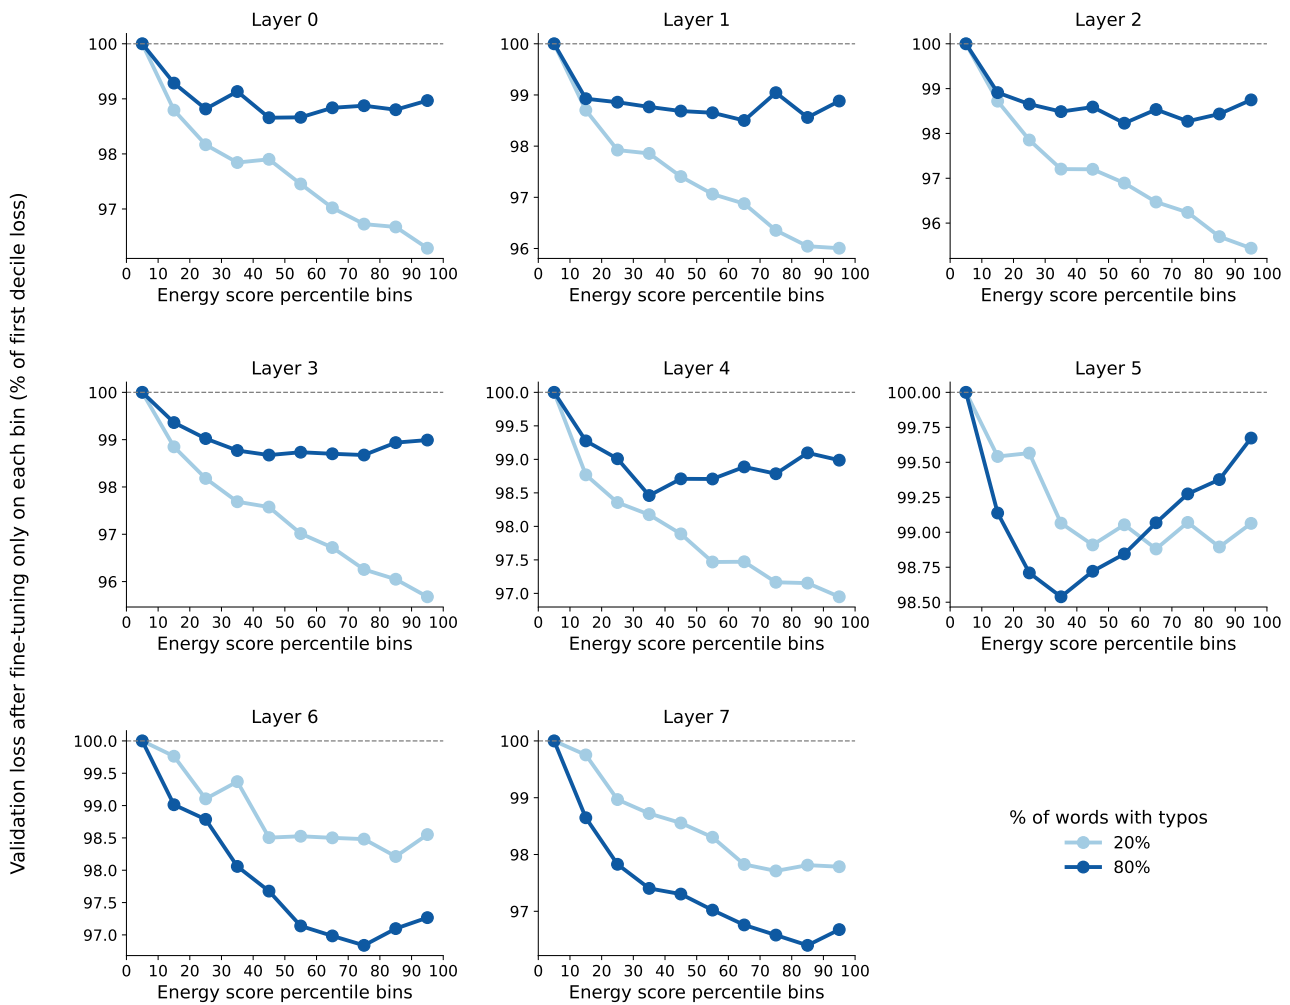 Validation loss after fine-tuning only on each bin (% of first decile loss)
Layer 0
100
99
98
97
0 10 20 30 40 50 60 70 80 90 100
Energy score percentile bins
Layer 1
100
99
98
97
96
0 10 20 30 40 50 60 70 80 90 100
Energy score percentile bins
Layer 2
100
99
98
97
96
0 10 20 30 40 50 60 70 80 90 100
Energy score percentile bins
Layer 3
100
99
98
97
96
0 10 20 30 40 50 60 70 80 90 100
Energy score percentile bins
Layer 4
100.0
99.5
99.0
98.5
98.0
97.5
97.0
0 10 20 30 40 50 60 70 80 90 100
Energy score percentile bins
Layer 5
100.00
99.75
99.50
99.25
99.00
98.75
98.50
0 10 20 30 40 50 60 70 80 90 100
Energy score percentile bins
Layer 6
100.0
99.5
99.0
98.5
98.0
97.5
97.0
0 10 20 30 40 50 60 70 80 90 100
Energy score percentile bins
Layer 7
100
99
98
97
0 10 20 30 40 50 60 70 80 90 100
Energy score percentile bins
% of words with typos
20%
80%